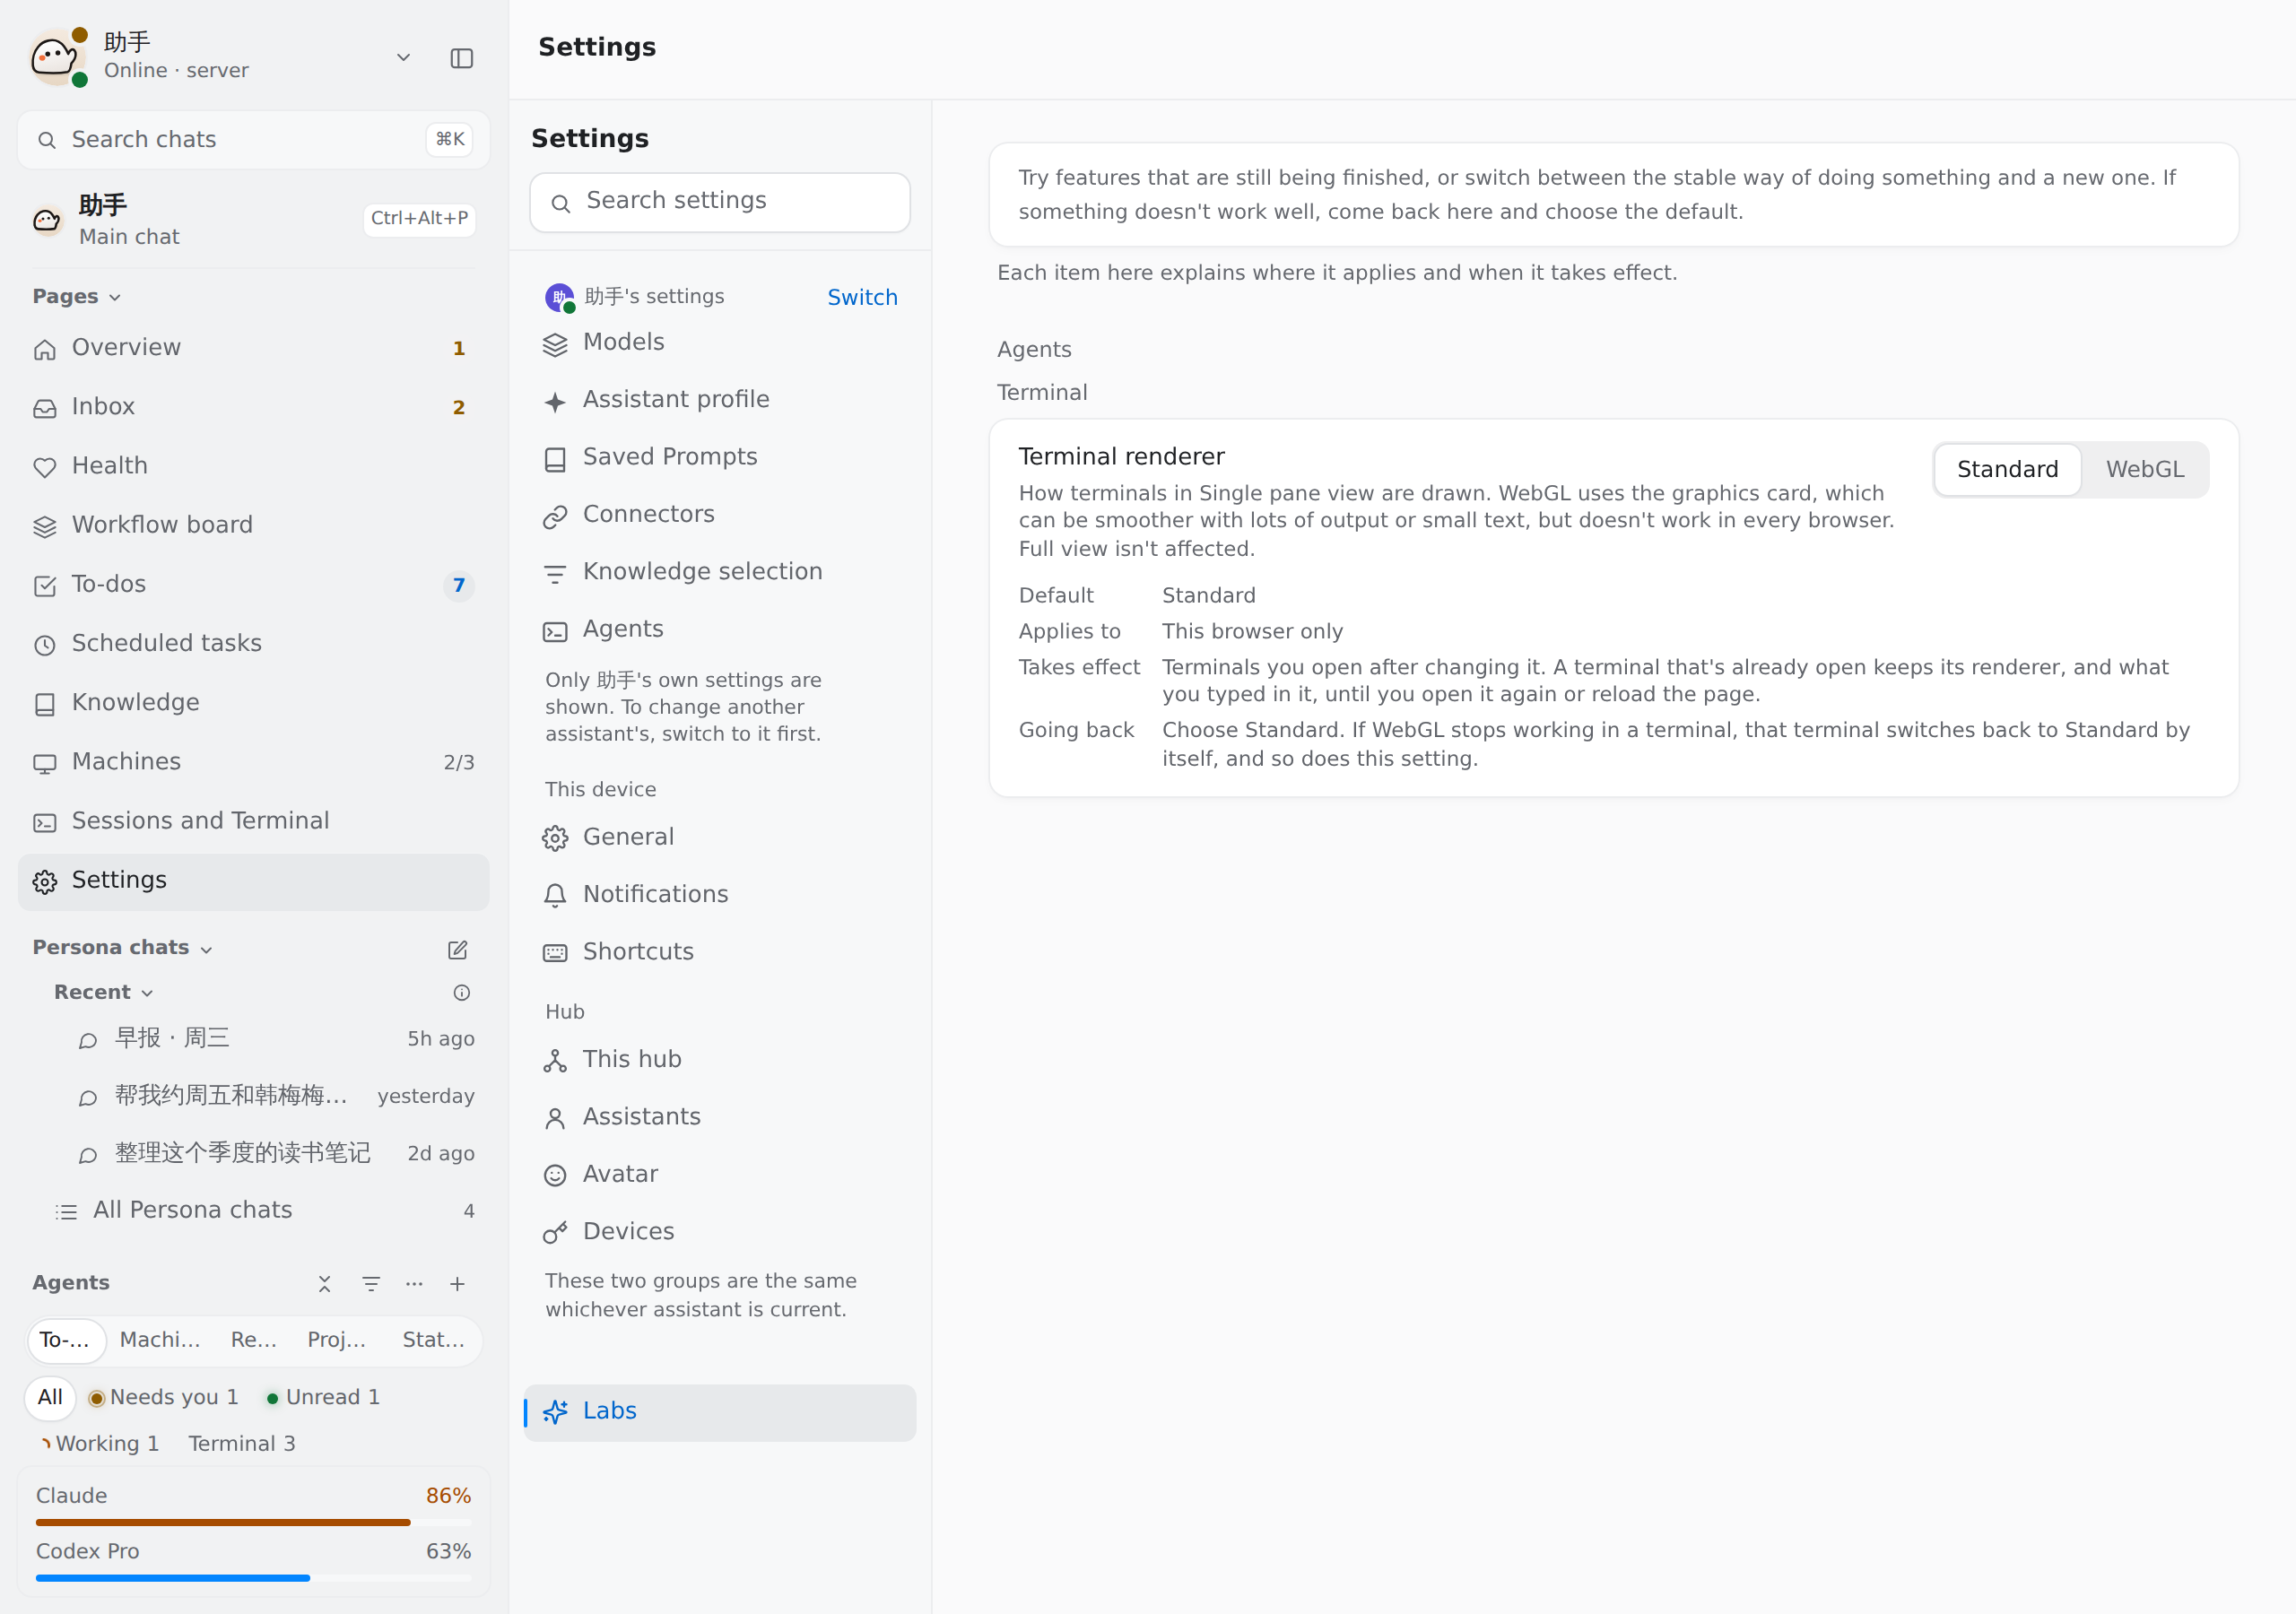 助手
Online · server
Search chats
⌘K
助手
Main chat
Ctrl+Alt+P
Pages
Overview
1
Inbox
2
Health
Workflow board
To-dos
7
Scheduled tasks
Knowledge
Machines
2/3
Sessions and Terminal
Settings
Persona chats
Recent
早报 · 周三
5h ago
帮我约周五和韩梅梅…
yesterday
整理这个季度的读书笔记
2d ago
All Persona chats
4
Agents
To-…
Machi…
Re…
Proj…
Stat…
All
Needs you 1
Unread 1
Working 1
Terminal 3
Claude
86%
Codex Pro
63%
Settings
Settings
Search settings
助
助手's settings
Switch
Models
Assistant profile
Saved Prompts
Connectors
Knowledge selection
Agents
Only 助手's own settings are
shown. To change another
assistant's, switch to it first.
This device
General
Notifications
Shortcuts
Hub
This hub
Assistants
Avatar
Devices
These two groups are the same
whichever assistant is current.
Labs
Try features that are still being finished, or switch between the stable way of doing something and a new one. If
something doesn't work well, come back here and choose the default.
Each item here explains where it applies and when it takes effect.
Agents
Terminal
Terminal renderer
Standard
WebGL
How terminals in Single pane view are drawn. WebGL uses the graphics card, which
can be smoother with lots of output or small text, but doesn't work in every browser.
Full view isn't affected.
Default
Standard
Applies to
This browser only
Takes effect
Terminals you open after changing it. A terminal that's already open keeps its renderer, and what
you typed in it, until you open it again or reload the page.
Going back
Choose Standard. If WebGL stops working in a terminal, that terminal switches back to Standard by
itself, and so does this setting.